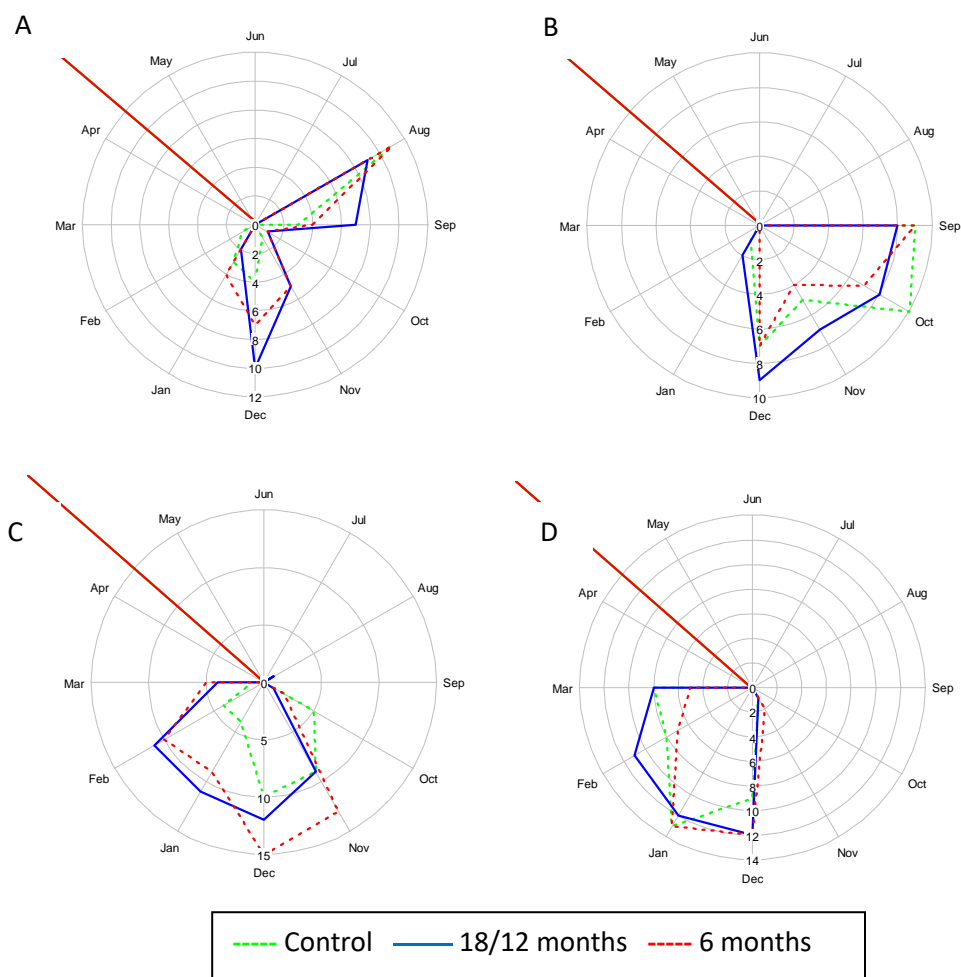 A
Jun
Jul
Aug
Sep
Oct
Nov
Dec
Jan
Feb
Mar
Apr
May
0
2
4
6
8
10
12
B
Jun
Jul
Aug
Sep
Oct
Nov
Dec
Jan
Feb
Mar
Apr
May
0
2
4
6
8
10
C
Jun
Jul
Aug
Sep
Oct
Nov
Dec
Jan
Feb
Mar
Apr
May
0
5
10
15
D
Jun
Jul
Aug
Sep
Oct
Nov
Dec
Jan
Feb
Mar
Apr
May
0
2
4
6
8
10
12
14
Control 18/12 months 6 months